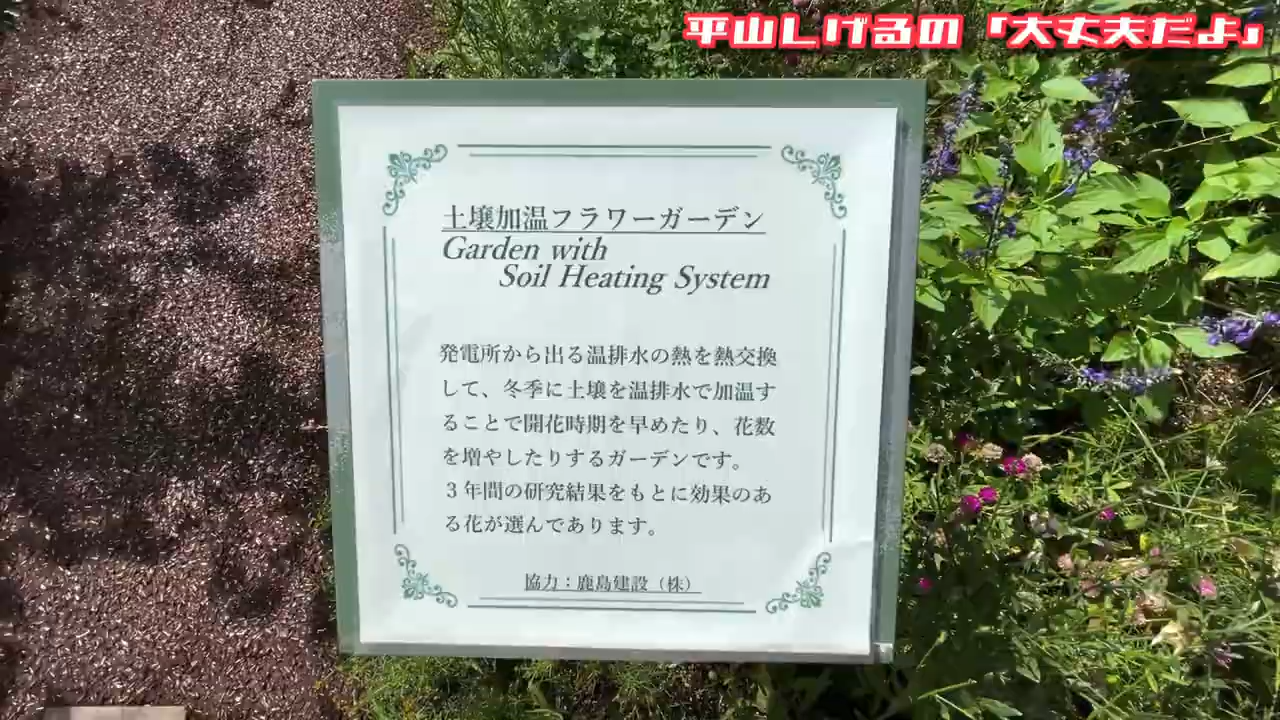 平山しげるの「大丈夫だよ」
土壌加温フラワーガーデン
Garden with
Soil Heating System
発電所から出る温排水の熱を熱交換
して、冬季に土壌を温排水で加温す
ることで開花時期を早めたり、花数
を増やしたりするガーデンです。
３年間の研究結果をもとに効果のあ
る花が選んであります。
協力：鹿島建設（株）